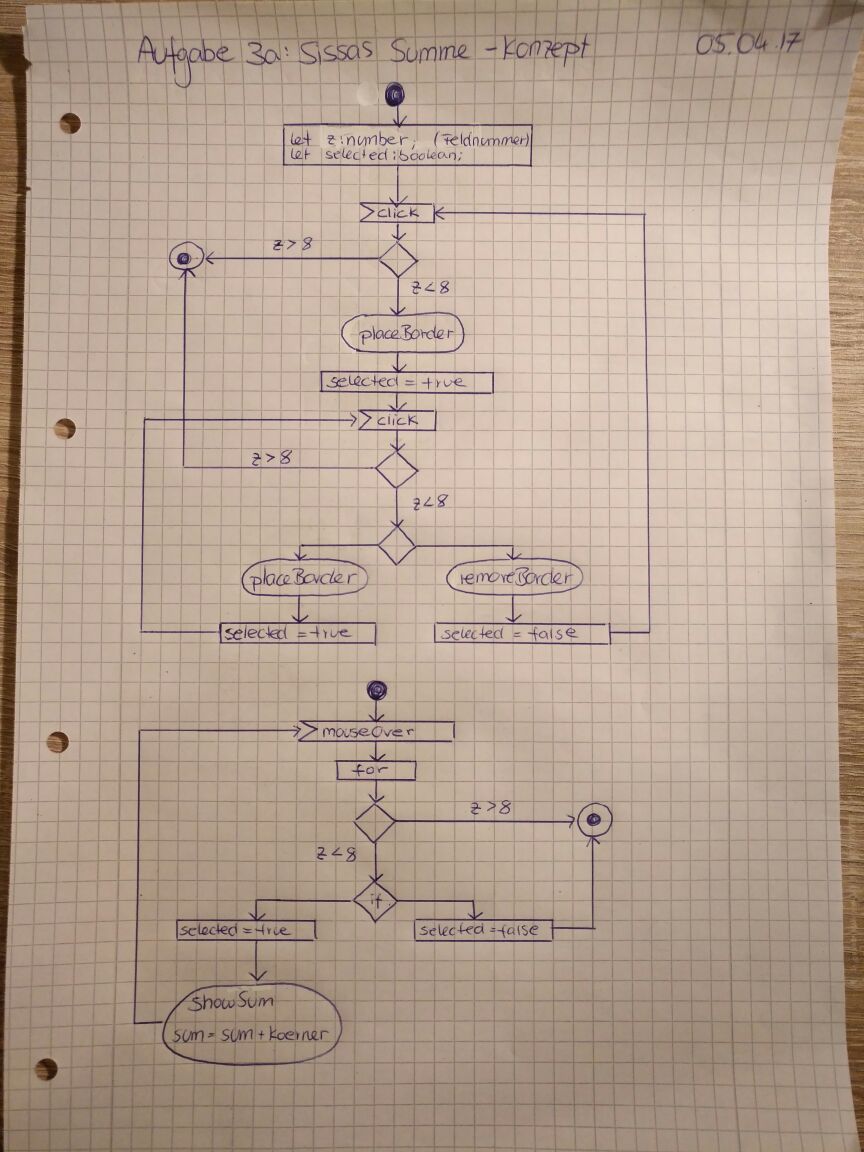 Aufgabe 3a: Sissas Summe - Konzept 05.04.17
let z:number; (Feldnummer)
let selected:boolean;
click
z>8
z<8
placeBorder
selected = true
click
z>8
z<8
placeBorder removeBorder
selected = true selected = false
mouseOver
for
z>8
z<8
if
selected = true selected = false
showSum
sum = sum + koerner